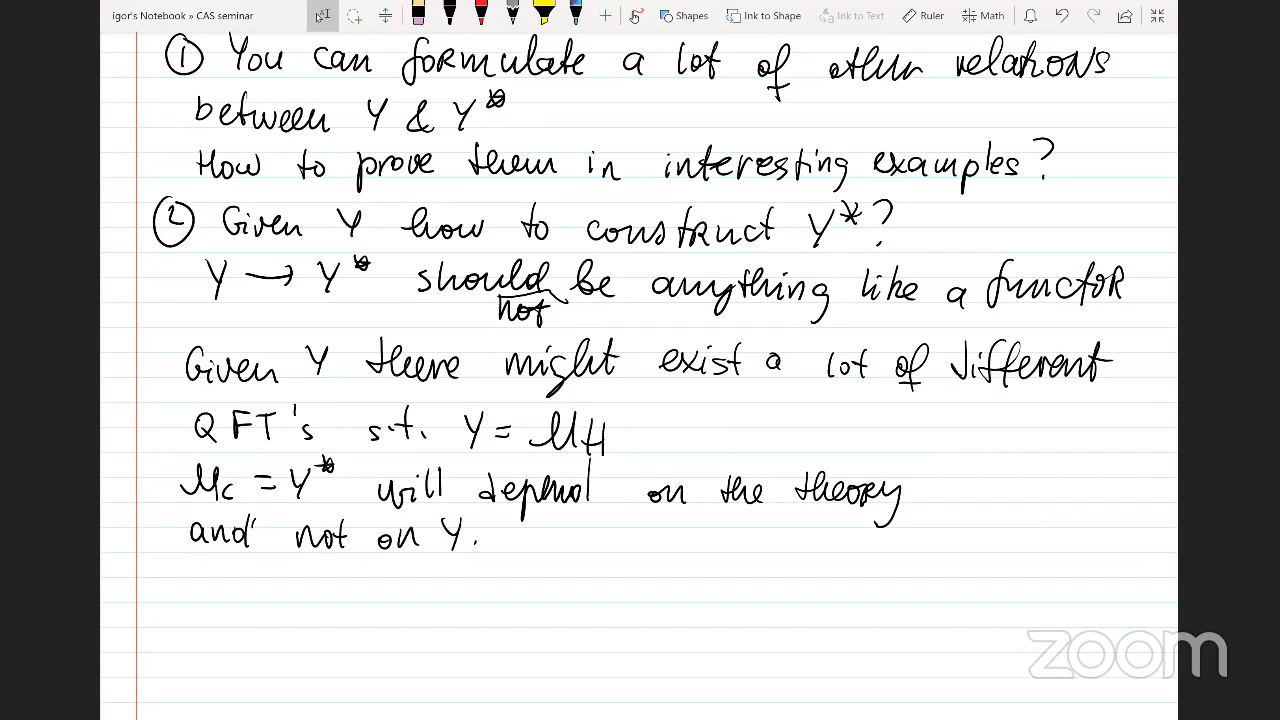 igor's Notebook » CAS seminar
Shapes Ink to Shape Ink to Text Ruler Math
① You can formulate a lot of other relations
between Y & Y*
How to prove them in interesting examples?
② Given Y how to construct Y*?
Y → Y* should be anything like a functor
not
Given Y there might exist a lot of different
QFT's s.t. Y = M_H
M_C = Y* will depend on the theory
and not on Y.
zoom